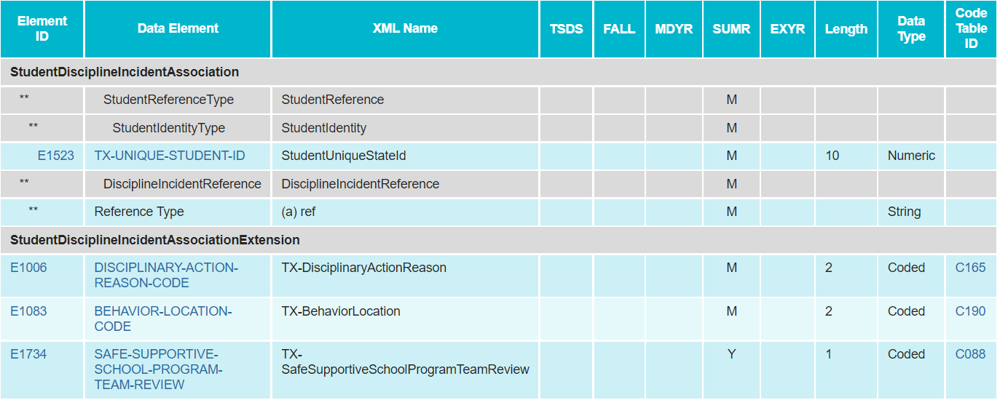 Element ID Data Element XML Name TSDS FALL MDYR SUMR EXYR Length Data Type Code Table ID
StudentDisciplineIncidentAssociation
** StudentReferenceType StudentReference M
** StudentIdentityType StudentIdentity M
E1523 TX-UNIQUE-STUDENT-ID StudentUniqueStateId M 10 Numeric
** DisciplineIncidentReference DisciplineIncidentReference M
** Reference Type (a) ref M String
StudentDisciplineIncidentAssociationExtension
E1006 DISCIPLINARY-ACTION- TX-DisciplinaryActionReason M 2 Coded C165
REASON-CODE
E1083 BEHAVIOR-LOCATION- TX-BehaviorLocation M 2 Coded C190
CODE
E1734 SAFE-SUPPORTIVE- TX- Y 1 Coded C088
SCHOOL-PROGRAM- SafeSupportiveSchoolProgramTeamReview
TEAM-REVIEW